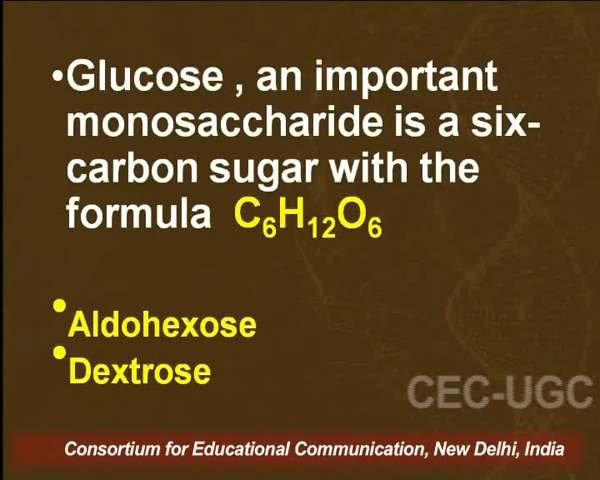 •Glucose , an important
monosaccharide is a six-
carbon sugar with the
formula C₆H₁₂O₆
•Aldohexose
•Dextrose
CEC-UGC
Consortium for Educational Communication, New Delhi, India